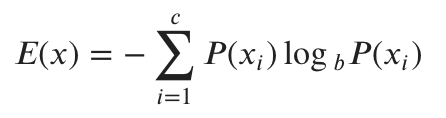 E(x) = − ∑_{i=1}^{c} P(x_i) log_b P(x_i)